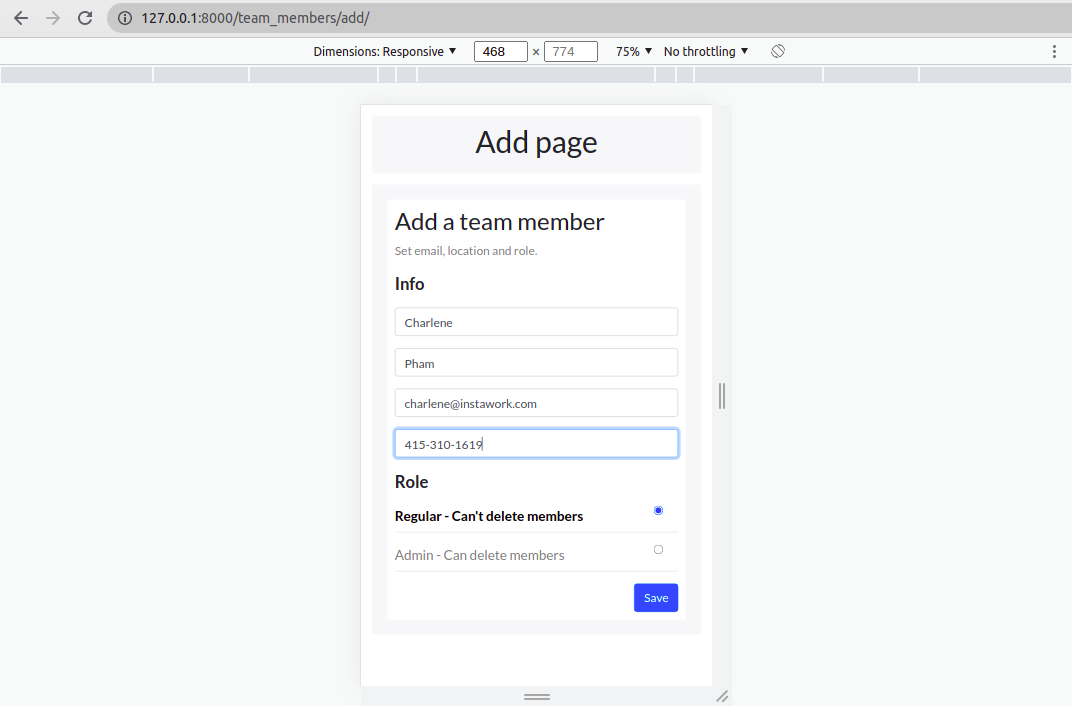 127.0.0.1:8000/team_members/add/
Dimensions: Responsive ▼ 468 × 774 75% ▼ No throttling ▼
Add page
Add a team member
Set email, location and role.
Info
Charlene
Pham
charlene@instawork.com
415-310-1619
Role
Regular - Can't delete members
Admin - Can delete members
Save